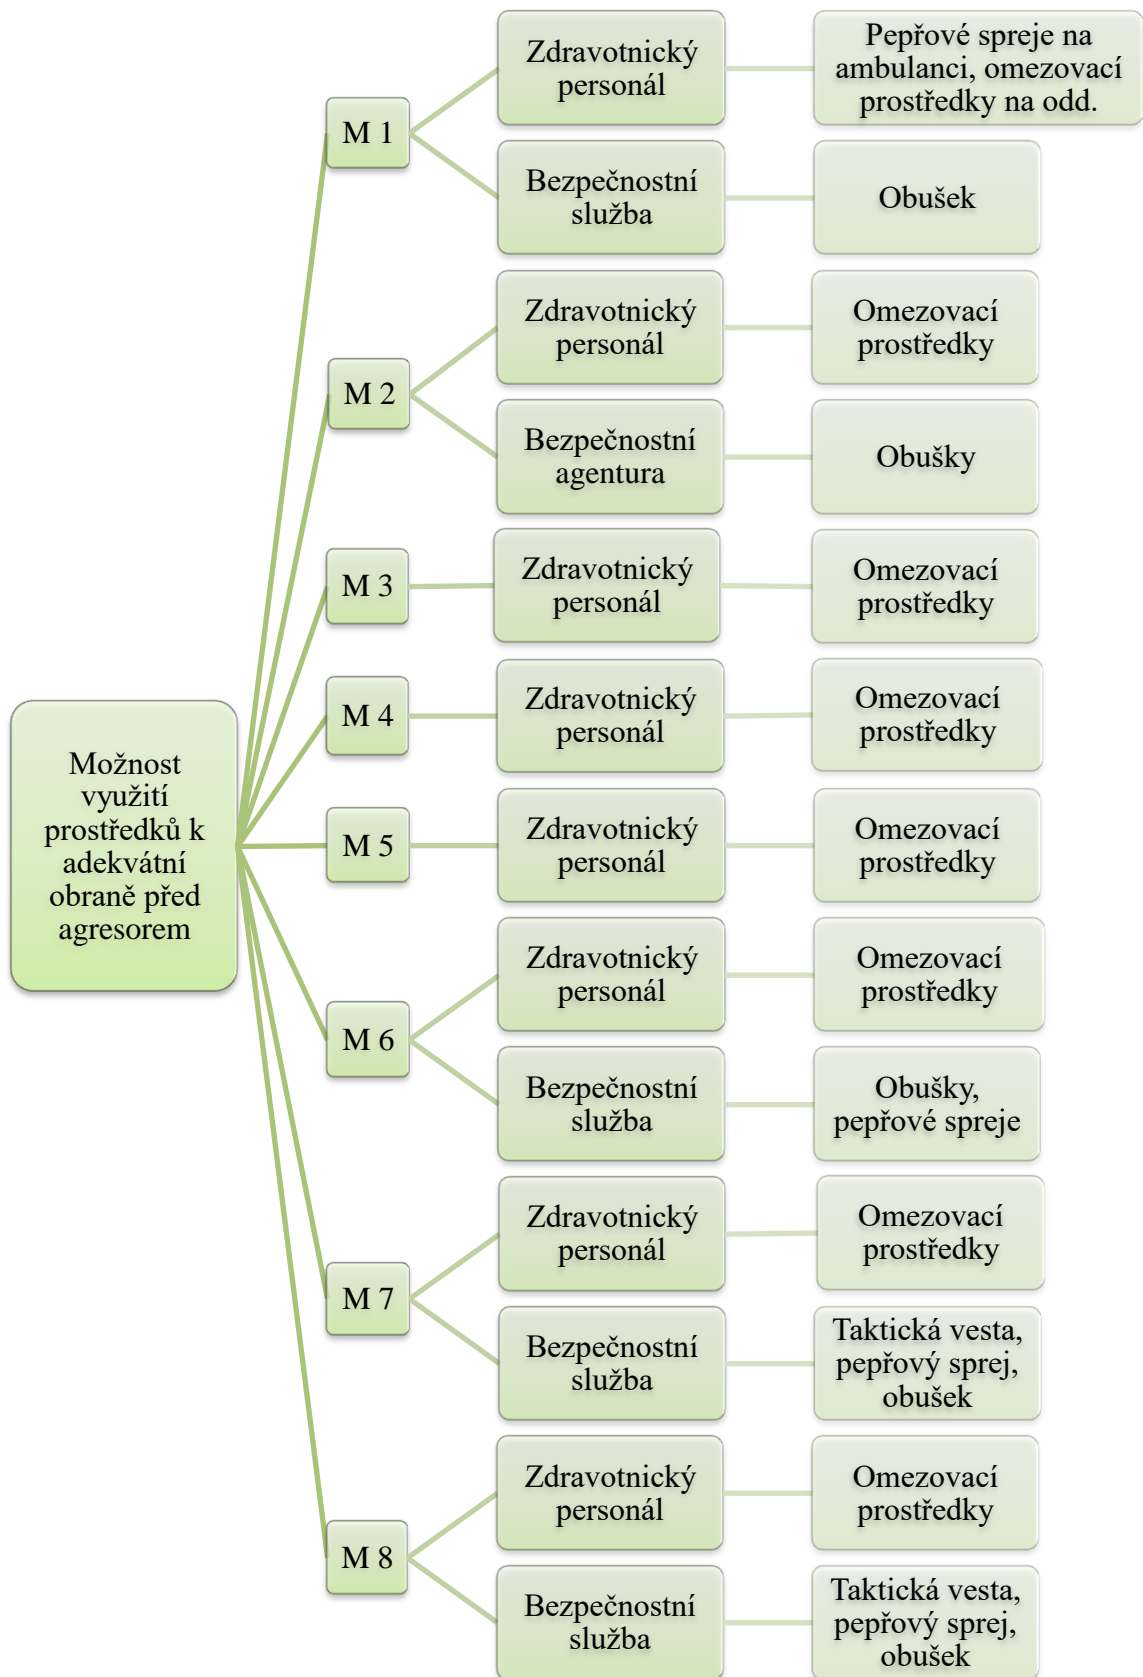 Možnost
využití
prostředků k
adekvátní
obraně před
agresorem
M 1
Zdravotnický
personál
Pepřové spreje na
ambulanci, omezovací
prostředky na odd.
Bezpečnostní
služba
Obušek
M 2
Zdravotnický
personál
Omezovací
prostředky
Bezpečnostní
agentura
Obušky
M 3
Zdravotnický
personál
Omezovací
prostředky
M 4
Zdravotnický
personál
Omezovací
prostředky
M 5
Zdravotnický
personál
Omezovací
prostředky
M 6
Zdravotnický
personál
Omezovací
prostředky
Bezpečnostní
služba
Obušky,
pepřové spreje
M 7
Zdravotnický
personál
Omezovací
prostředky
Bezpečnostní
služba
Taktická vesta,
pepřový sprej,
obušek
M 8
Zdravotnický
personál
Omezovací
prostředky
Bezpečnostní
služba
Taktická vesta,
pepřový sprej,
obušek